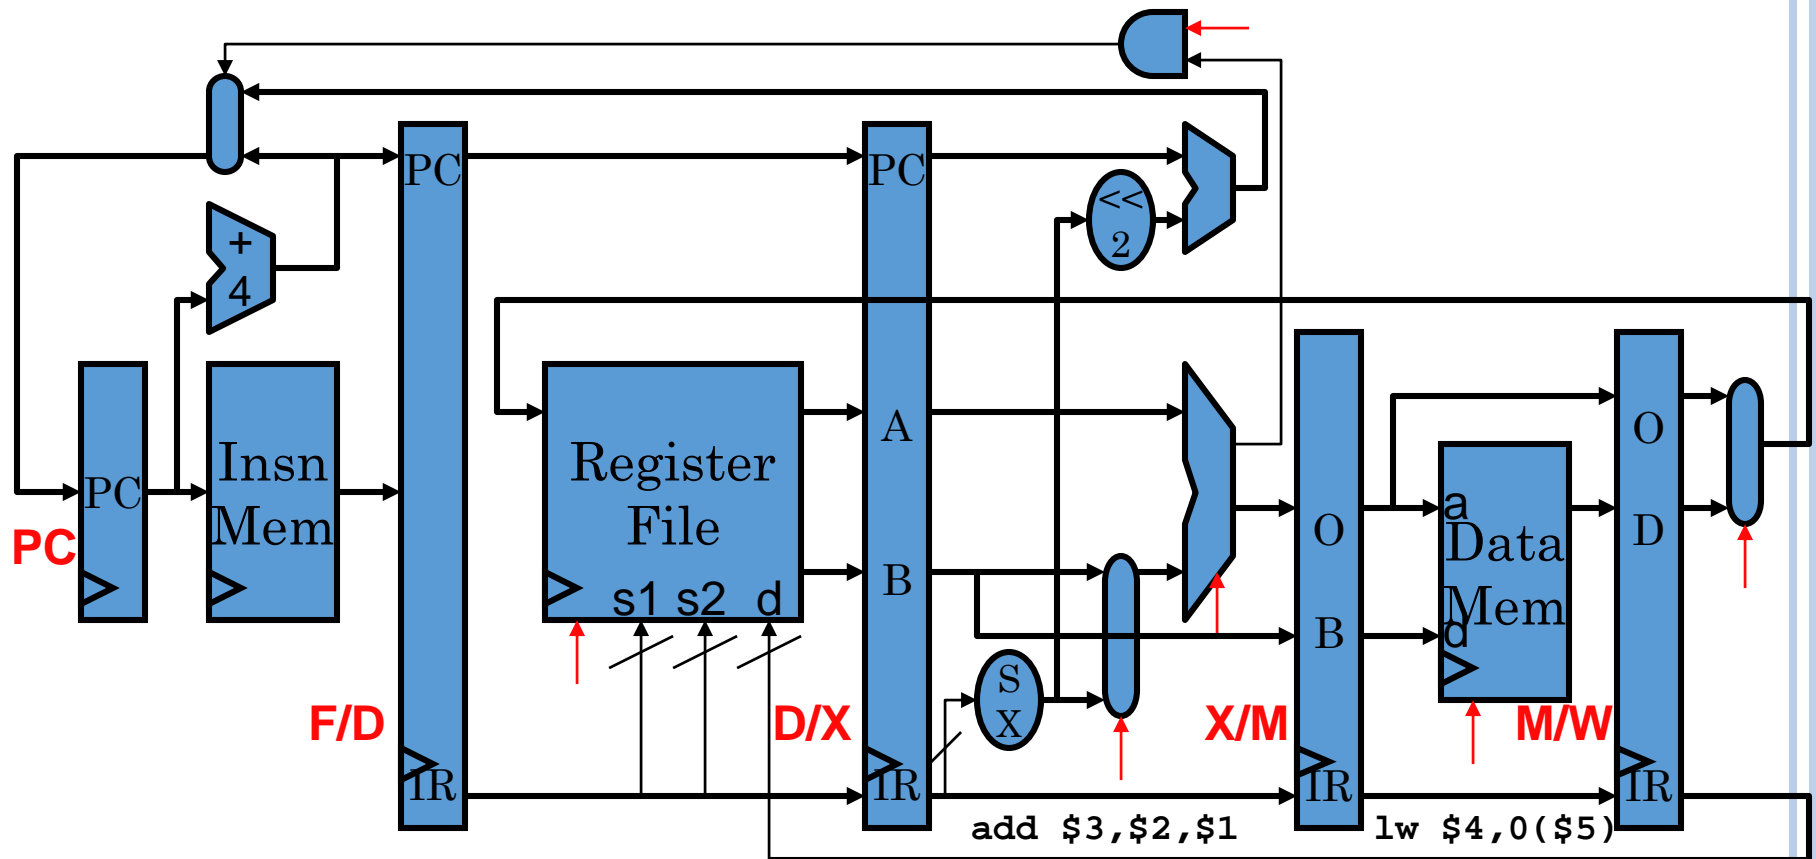 PC
PC
<<
2
+
4
PC
Insn
Mem
PC
Register
File
s1 s2 d
A
B
S
X
O
B
a
Data
Mem
d
O
D
F/D
D/X
X/M
M/W
IR
IR
IR
IR
add $3,$2,$1
lw $4,0($5)